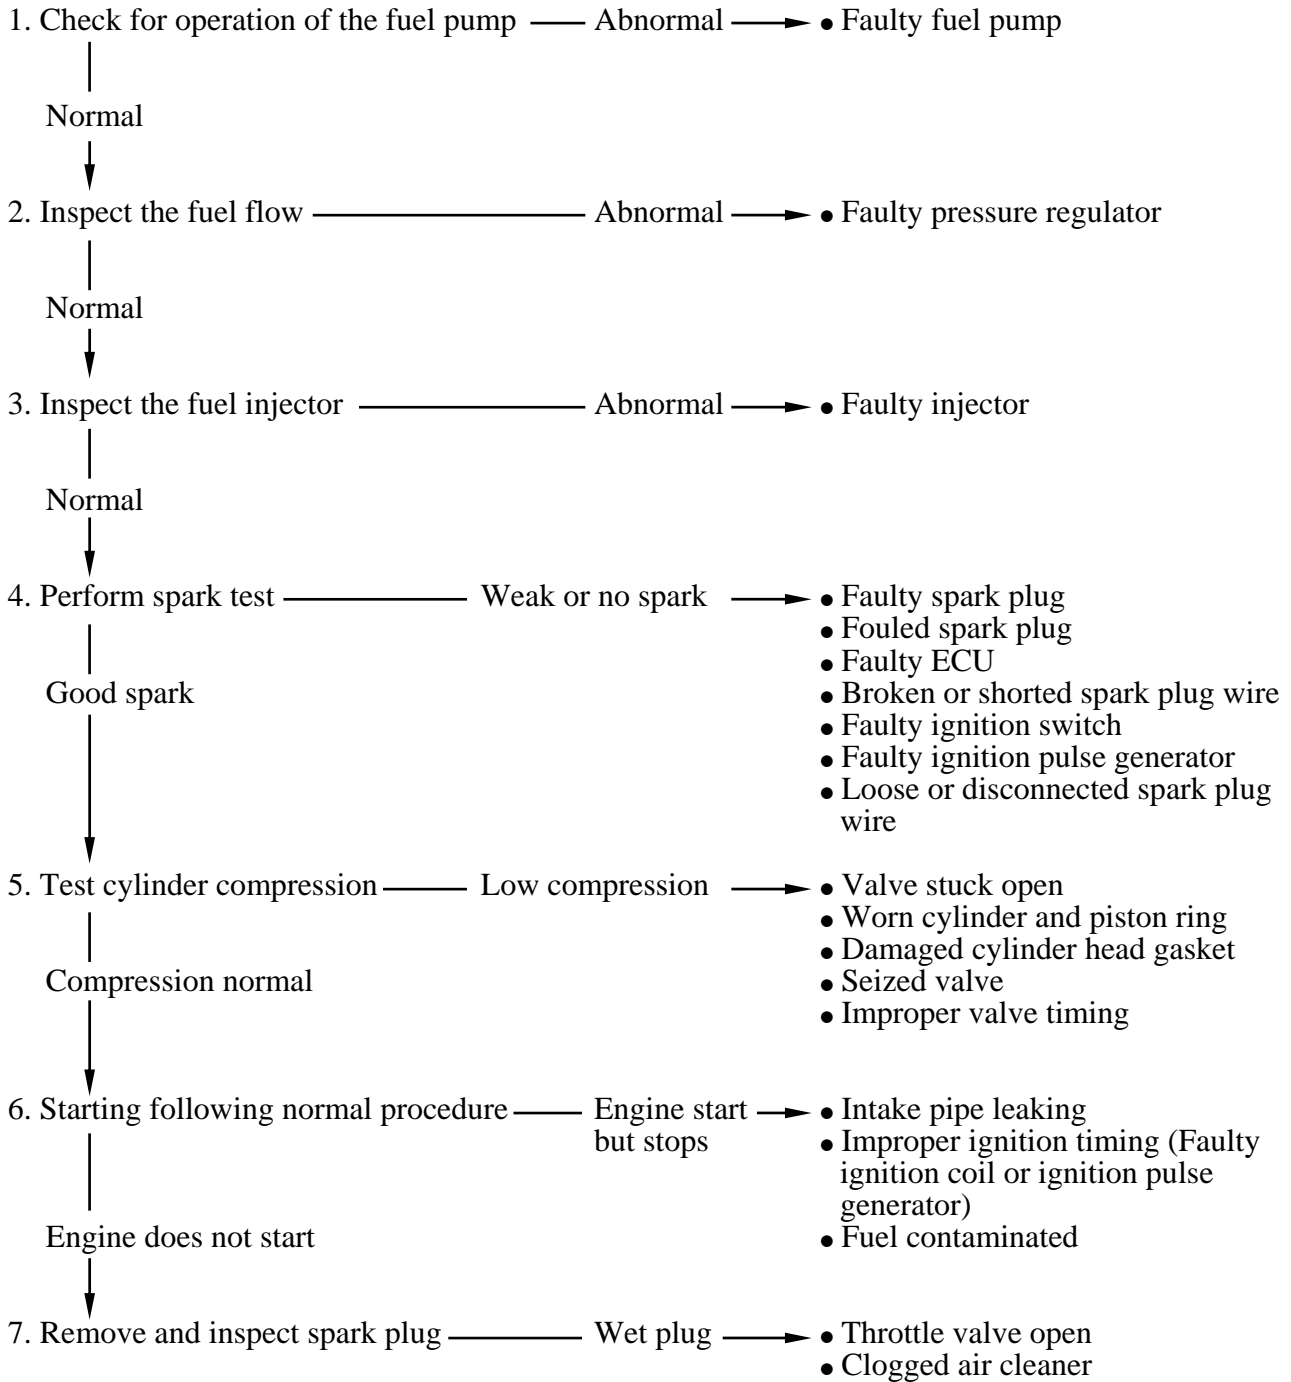 1. Check for operation of the fuel pump Abnormal ● Faulty fuel pump
Normal
2. Inspect the fuel flow Abnormal ● Faulty pressure regulator
Normal
3. Inspect the fuel injector Abnormal ● Faulty injector
Normal
4. Perform spark test Weak or no spark ● Faulty spark plug
● Fouled spark plug
● Faulty ECU
Good spark ● Broken or shorted spark plug wire
● Faulty ignition switch
● Faulty ignition pulse generator
● Loose or disconnected spark plug
wire
5. Test cylinder compression Low compression ● Valve stuck open
● Worn cylinder and piston ring
● Damaged cylinder head gasket
Compression normal ● Seized valve
● Improper valve timing
6. Starting following normal procedure Engine start ● Intake pipe leaking
but stops ● Improper ignition timing (Faulty
ignition coil or ignition pulse
generator)
Engine does not start ● Fuel contaminated
7. Remove and inspect spark plug Wet plug ● Throttle valve open
● Clogged air cleaner